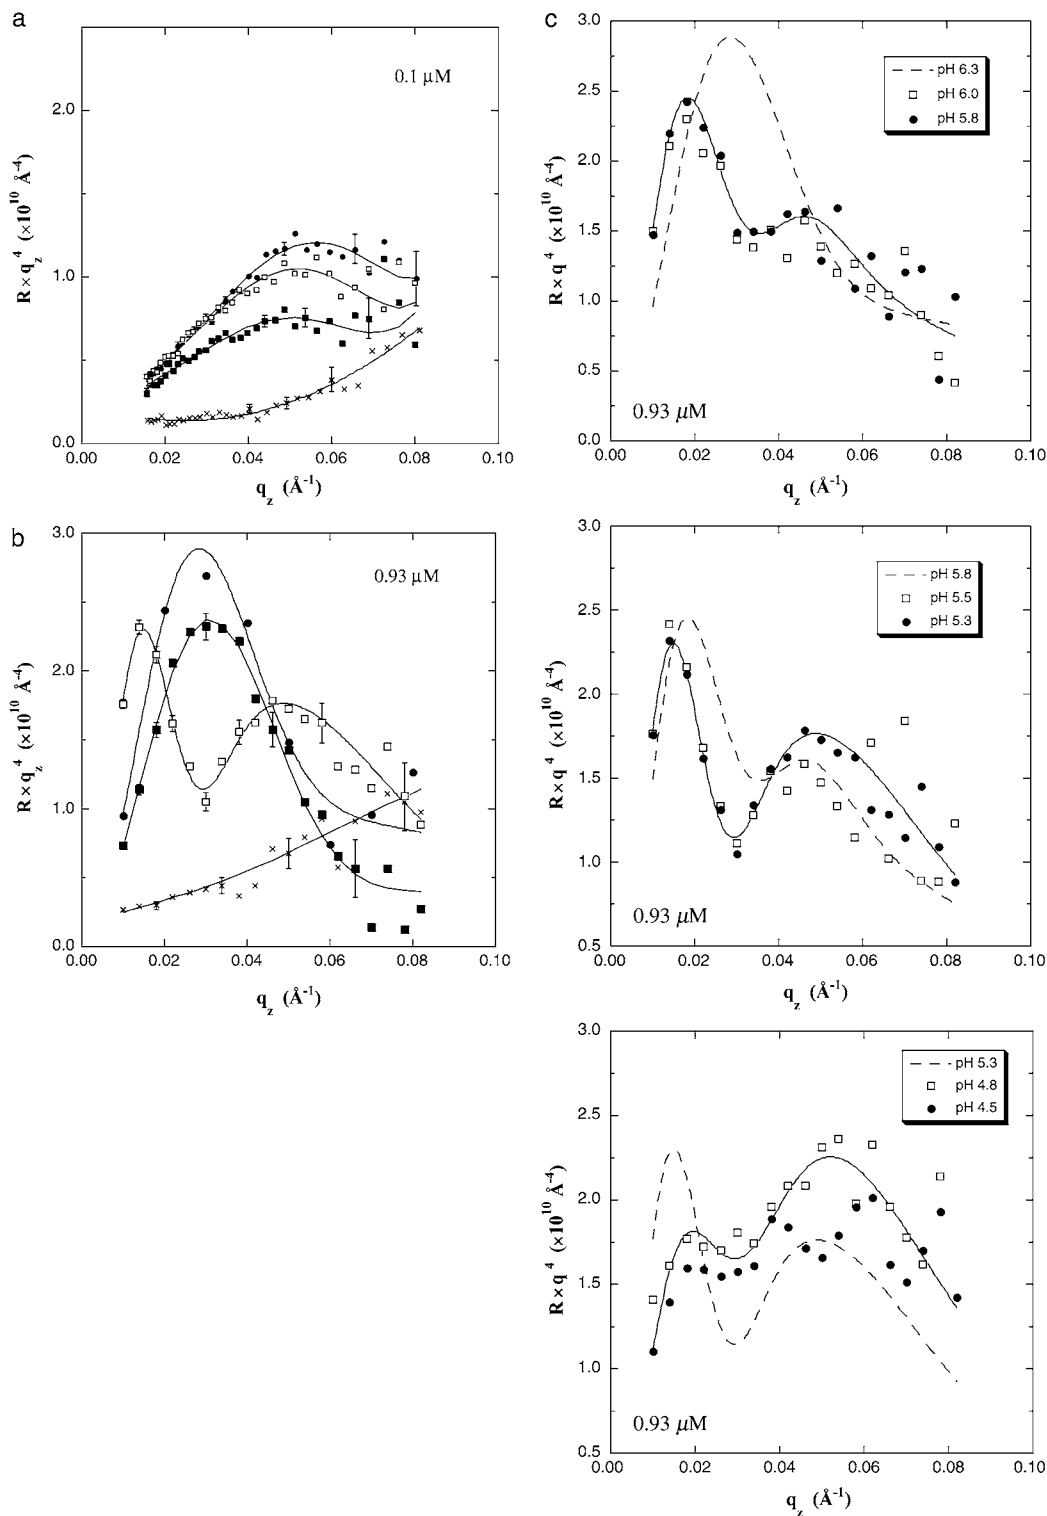 a
0.1 μM
2.0
1.0
0.0
R × q_z^4 (×10^10 Å^-4)
0.00 0.02 0.04 0.06 0.08 0.10
q_z (Å^-1)
b
0.93 μM
3.0
2.0
1.0
0.0
R × q_z^4 (×10^10 Å^-4)
0.00 0.02 0.04 0.06 0.08 0.10
q_z (Å^-1)
c
pH 6.3
pH 6.0
pH 5.8
3.0
2.5
2.0
1.5
1.0
0.5
0.0
R × q^4 (×10^10 Å^-4)
0.93 μM
0.00 0.02 0.04 0.06 0.08 0.10
q_z (Å^-1)
pH 5.8
pH 5.5
pH 5.3
3.0
2.5
2.0
1.5
1.0
0.5
R × q^4 (×10^10 Å^-4)
0.93 μM
0.00 0.02 0.04 0.06 0.08 0.10
q_z (Å^-1)
pH 5.3
pH 4.8
pH 4.5
3.0
2.5
2.0
1.5
1.0
0.5
R × q^4 (×10^10 Å^-4)
0.93 μM
0.00 0.02 0.04 0.06 0.08 0.10
q_z (Å^-1)